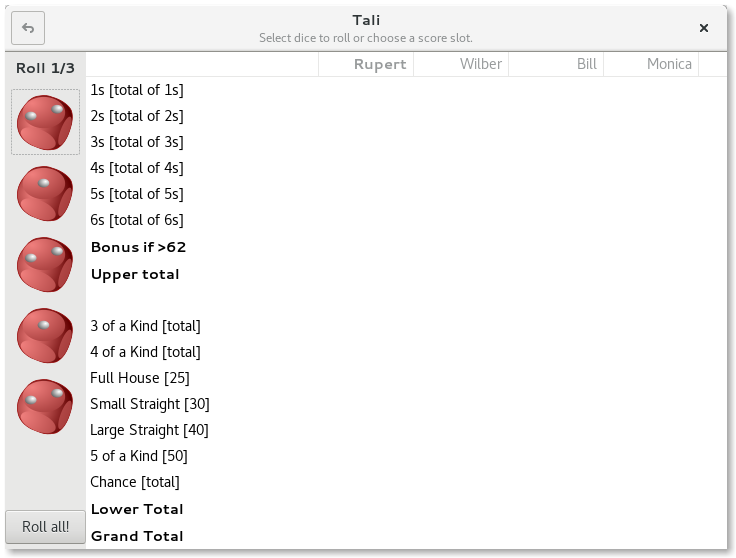 Tali
Select dice to roll or choose a score slot.
Roll 1/3
Rupert Wilber Bill Monica
1s [total of 1s]
2s [total of 2s]
3s [total of 3s]
4s [total of 4s]
5s [total of 5s]
6s [total of 6s]
Bonus if >62
Upper total
3 of a Kind [total]
4 of a Kind [total]
Full House [25]
Small Straight [30]
Large Straight [40]
5 of a Kind [50]
Chance [total]
Lower Total
Grand Total
Roll all!